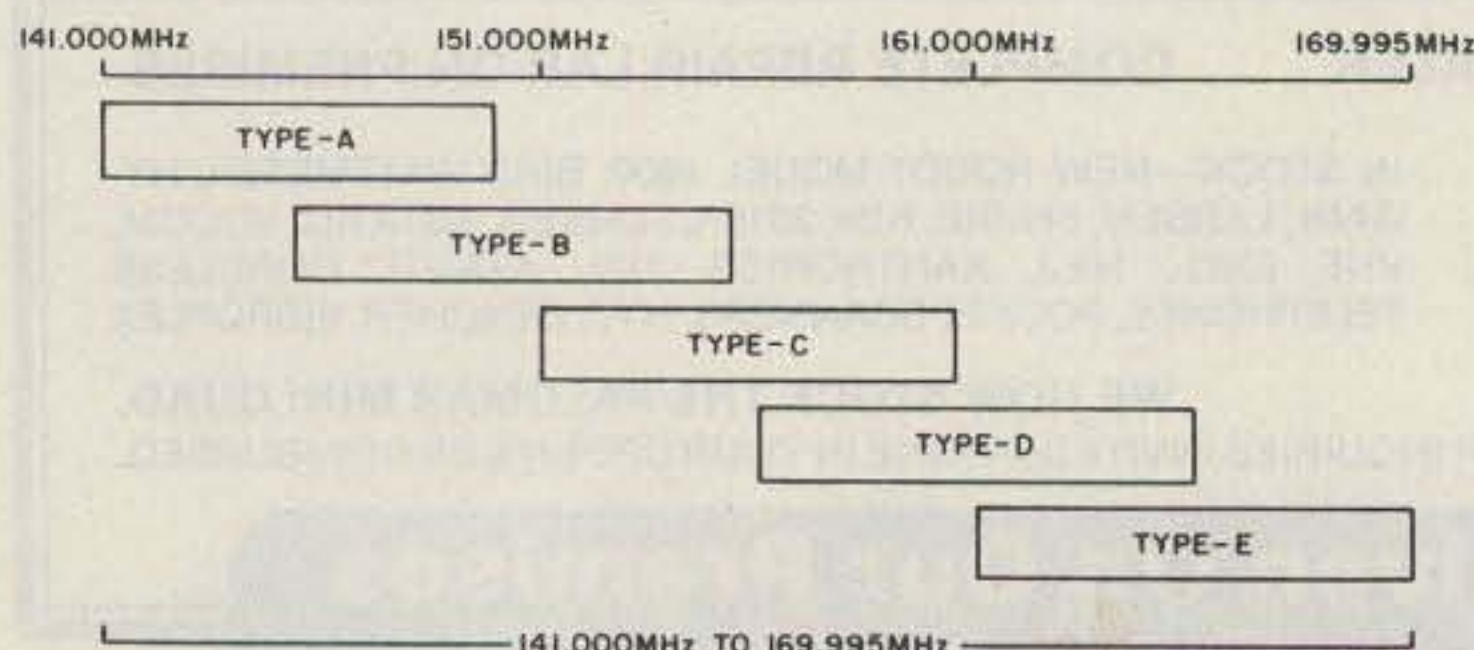 141.000MHz 151.000MHz 161.000MHz 169.995MHz
TYPE-A
TYPE-B
TYPE-C
TYPE-D
TYPE-E
141.000MHz TO 169.995MHz